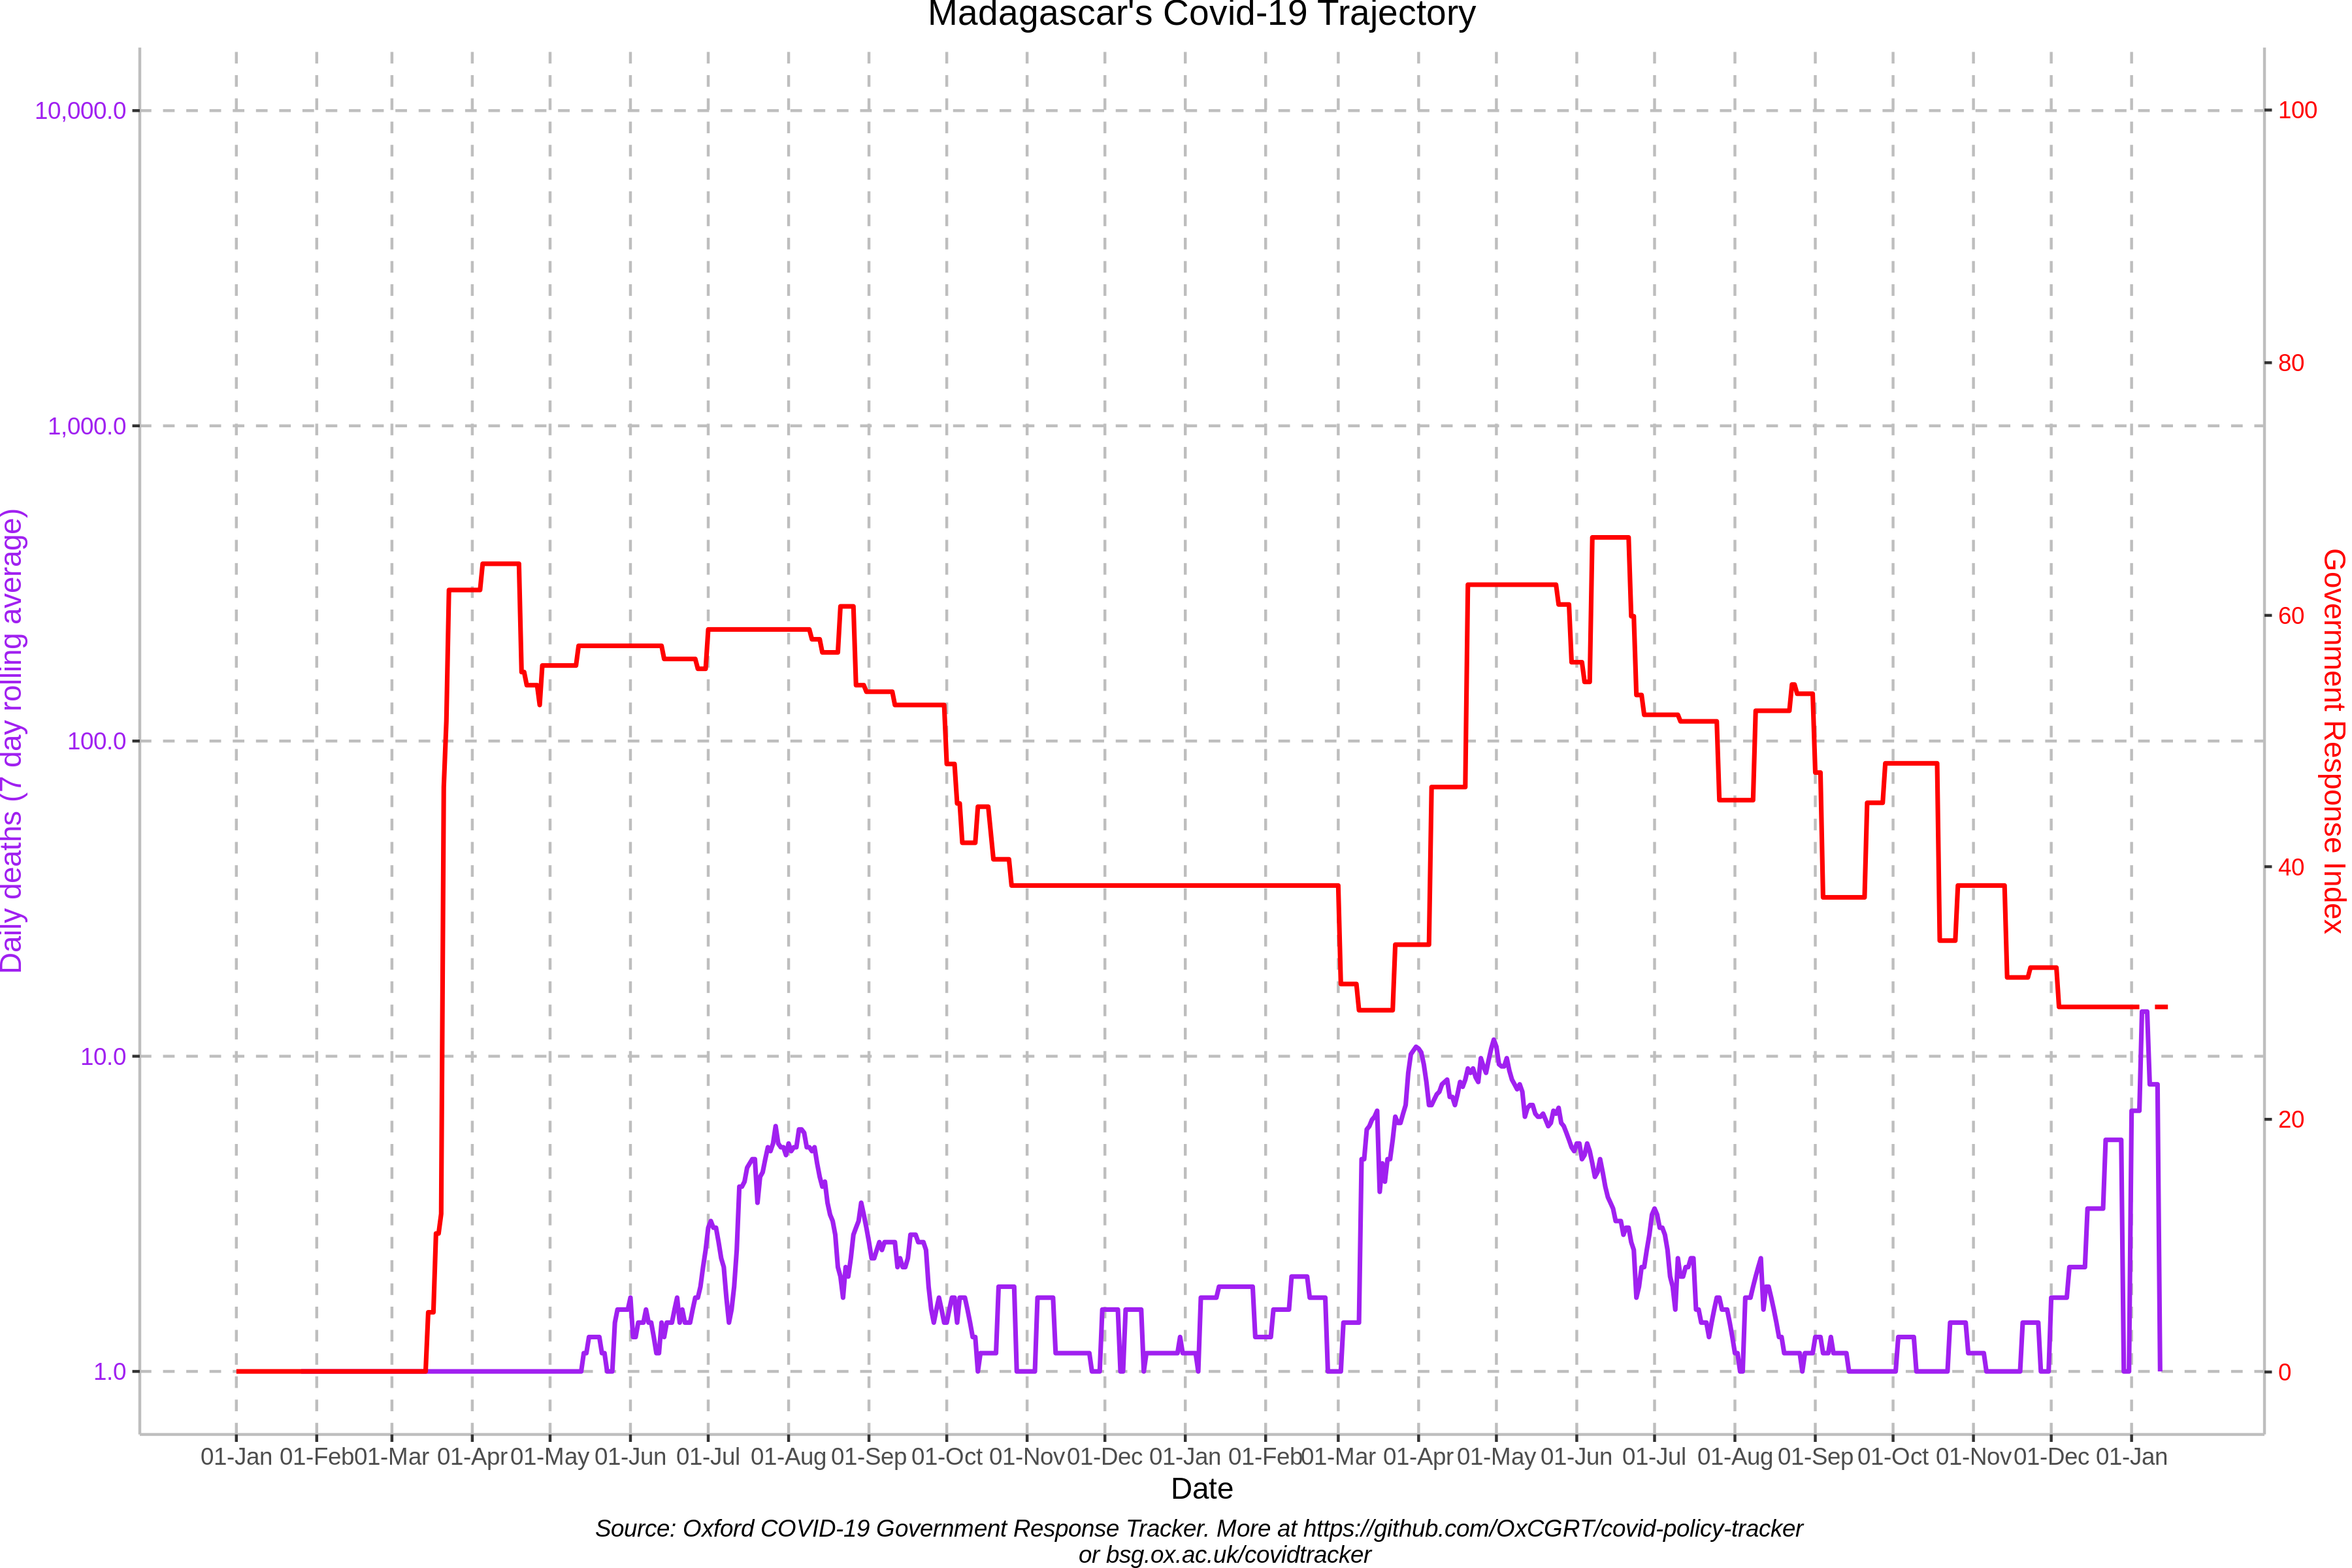 Madagascar's Covid-19 Trajectory
10,000.0
1,000.0
100.0
10.0
1.0
Daily deaths (7 day rolling average)
100
80
60
40
20
0
Government Response Index
01-Jan 01-Feb 01-Mar 01-Apr 01-May 01-Jun 01-Jul 01-Aug 01-Sep 01-Oct 01-Nov 01-Dec 01-Jan 01-Feb 01-Mar 01-Apr 01-May 01-Jun 01-Jul 01-Aug 01-Sep 01-Oct 01-Nov 01-Dec 01-Jan
Date
Source: Oxford COVID-19 Government Response Tracker. More at https://github.com/OxCGRT/covid-policy-tracker
or bsg.ox.ac.uk/covidtracker